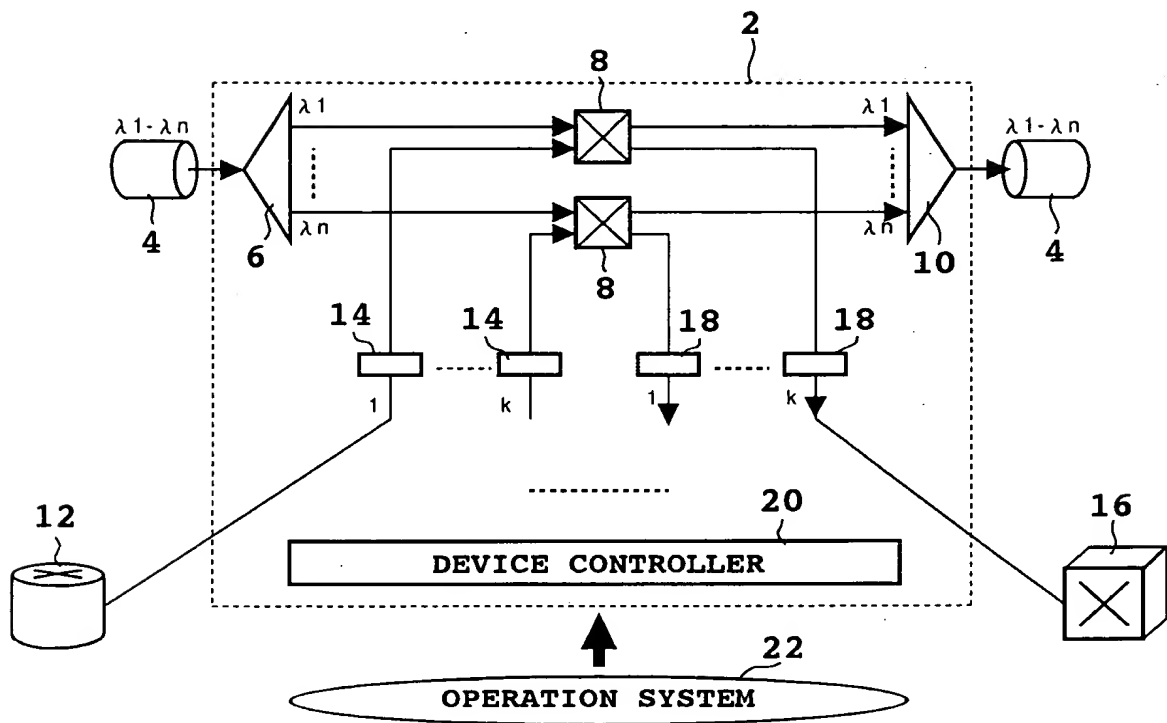 2
8
λ1-λn
λ1
λ1
λ1-λn
4
6
λn
λn
10
4
8
14
14
18
18
1
k
1
k
12
20
16
DEVICE CONTROLLER
22
OPERATION SYSTEM